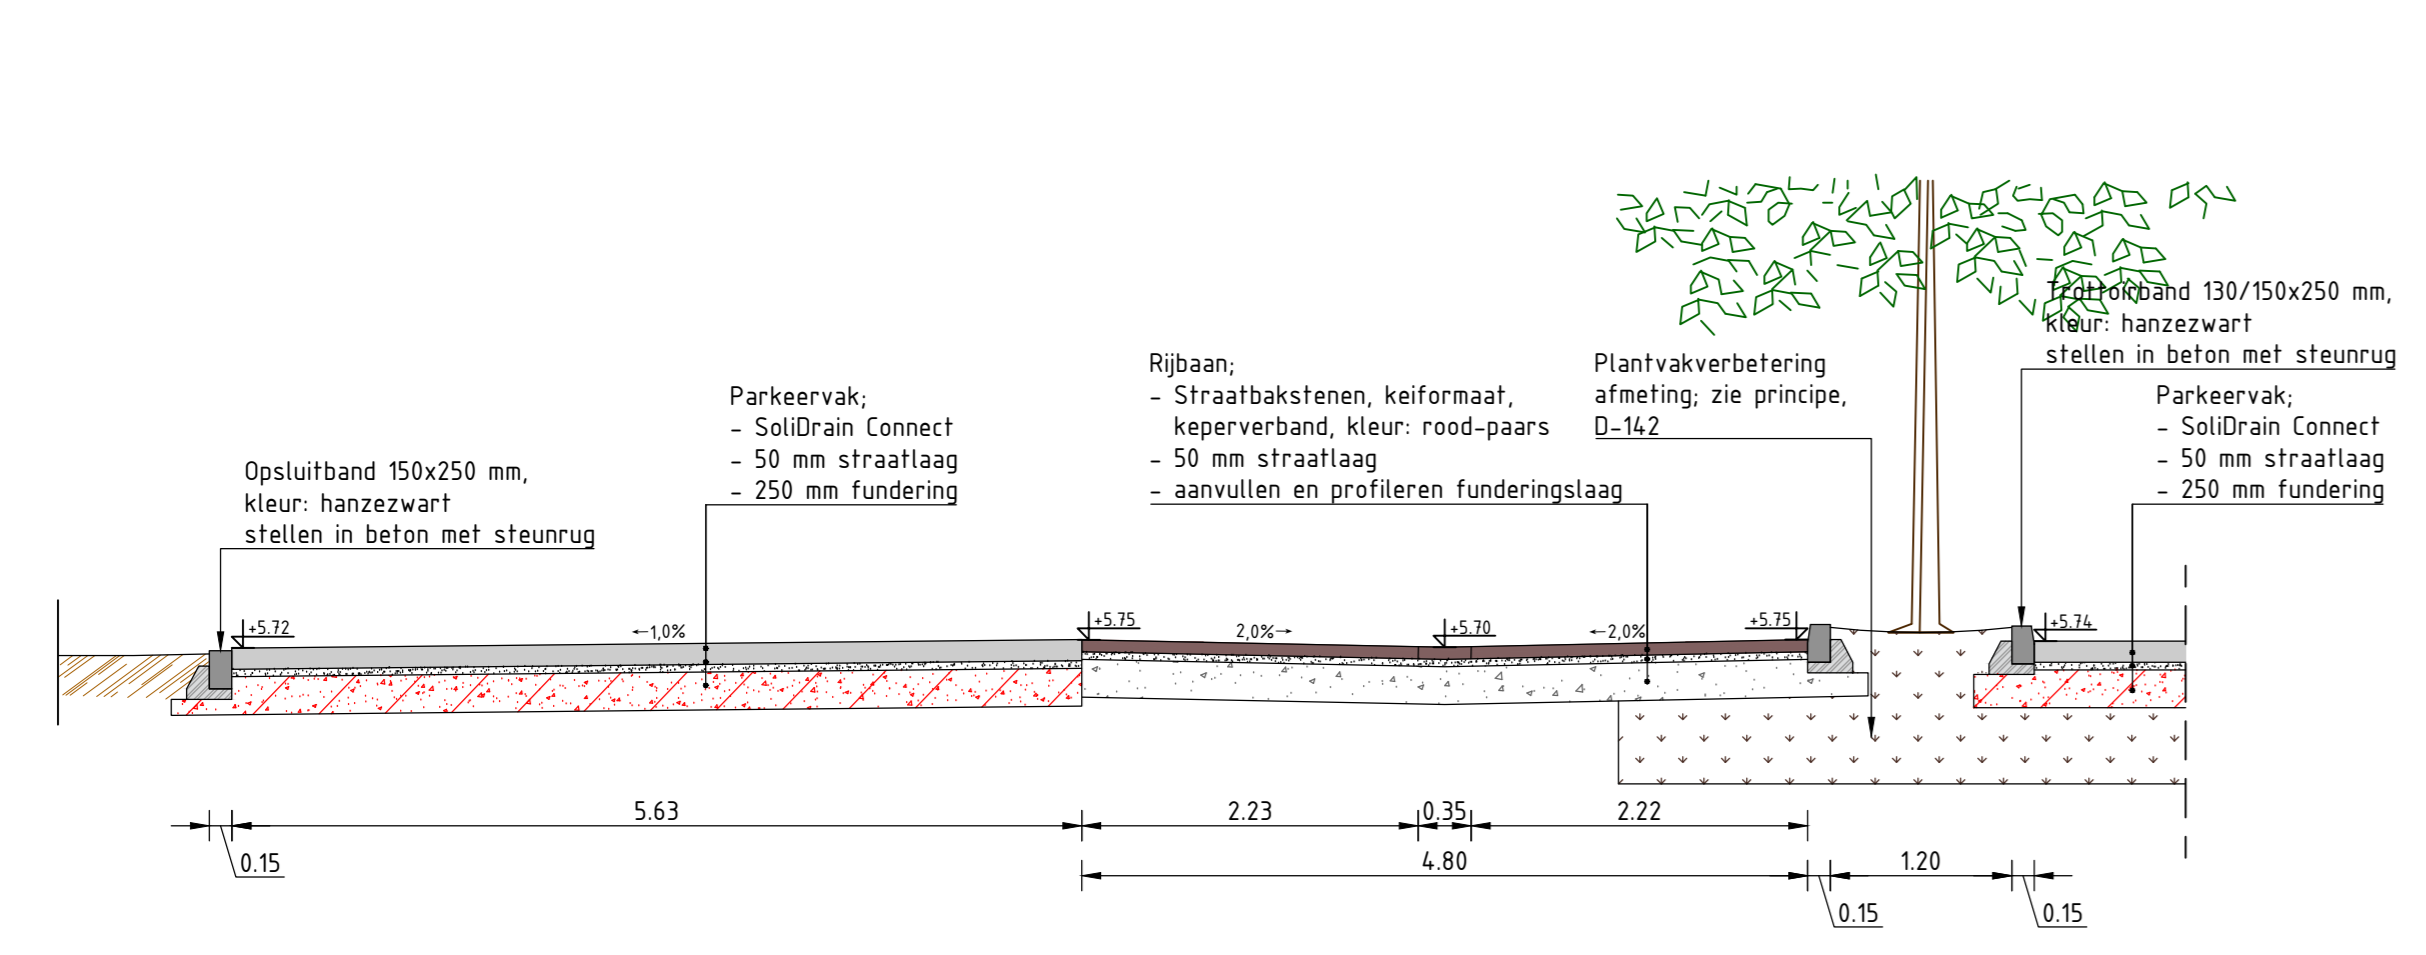 Trottoirband 130/150x250 mm,
kleur: hanzezwart
stellen in beton met steunrug
Rijbaan;
- Straatbakstenen, keiformaat,
keperverband, kleur: rood-paars
- 50 mm straatlaag
- aanvullen en profileren funderingslaag
Plantvakverbetering
afmeting; zie principe,
D-142
Parkeervak;
- SoliDrain Connect
- 50 mm straatlaag
- 250 mm fundering
Parkeervak;
- SoliDrain Connect
- 50 mm straatlaag
- 250 mm fundering
Opsluitband 150x250 mm,
kleur: hanzezwart
stellen in beton met steunrug
+5.72
←1,0%
+5.75
2,0%→
+5.70
←2,0%
+5.75
+5.74
5.63
2.23
0.35
2.22
0.15
4.80
1.20
0.15
0.15